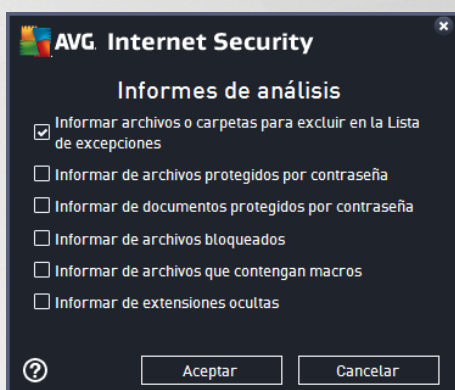 AVG. Internet Security
Informes de análisis
Informar archivos o carpetas para excluir en la Lista
de excepciones
Informar de archivos protegidos por contraseña
Informar de documentos protegidos por contraseña
Informar de archivos bloqueados
Informar de archivos que contengan macros
Informar de extensiones ocultas
? Aceptar Cancelar